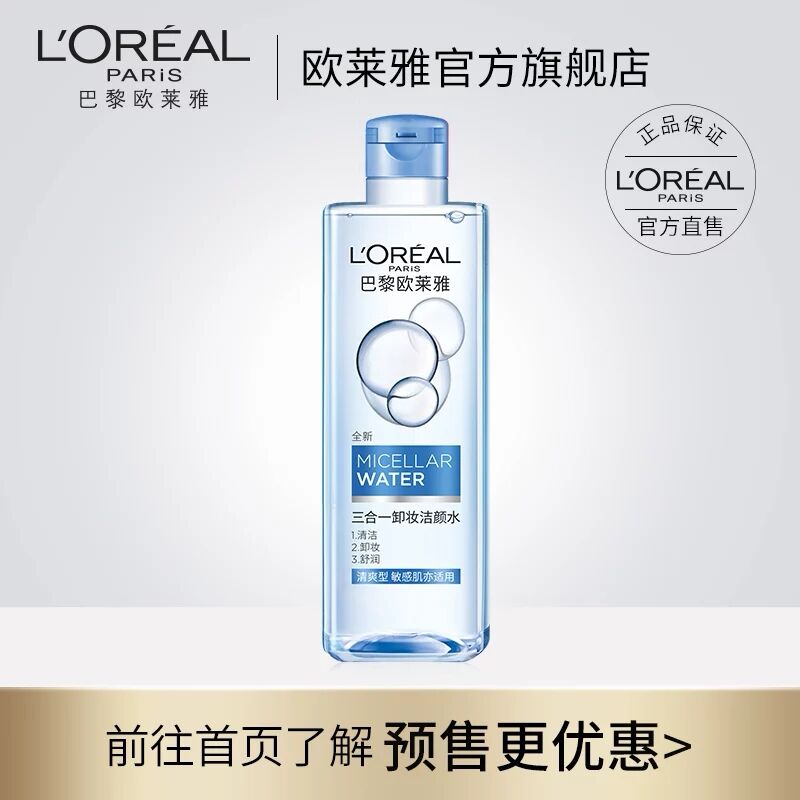 L'ORÉAL
PARIS
巴黎欧莱雅
欧莱雅官方旗舰店
正品保证
L'ORÉAL
PARIS
官方直售
L'ORÉAL
PARIS
巴黎欧莱雅
全新
MICELLAR
WATER
三合一卸妆洁颜水
1.清洁
2.卸妆
3.舒润
清爽型 敏感肌亦适用
前往首页了解 预售更优惠>